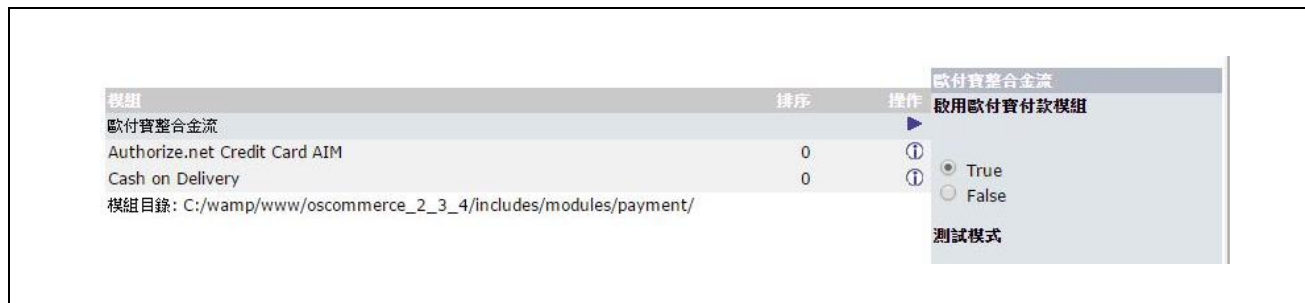 模組 排序 操作
歐付寶整合金流
Authorize.net Credit Card AIM 0
Cash on Delivery 0
模組目錄: C:/wamp/www/oscommerce_2_3_4/includes/modules/payment/
歐付寶整合金流
啟用歐付寶付款模組
True
False
測試模式